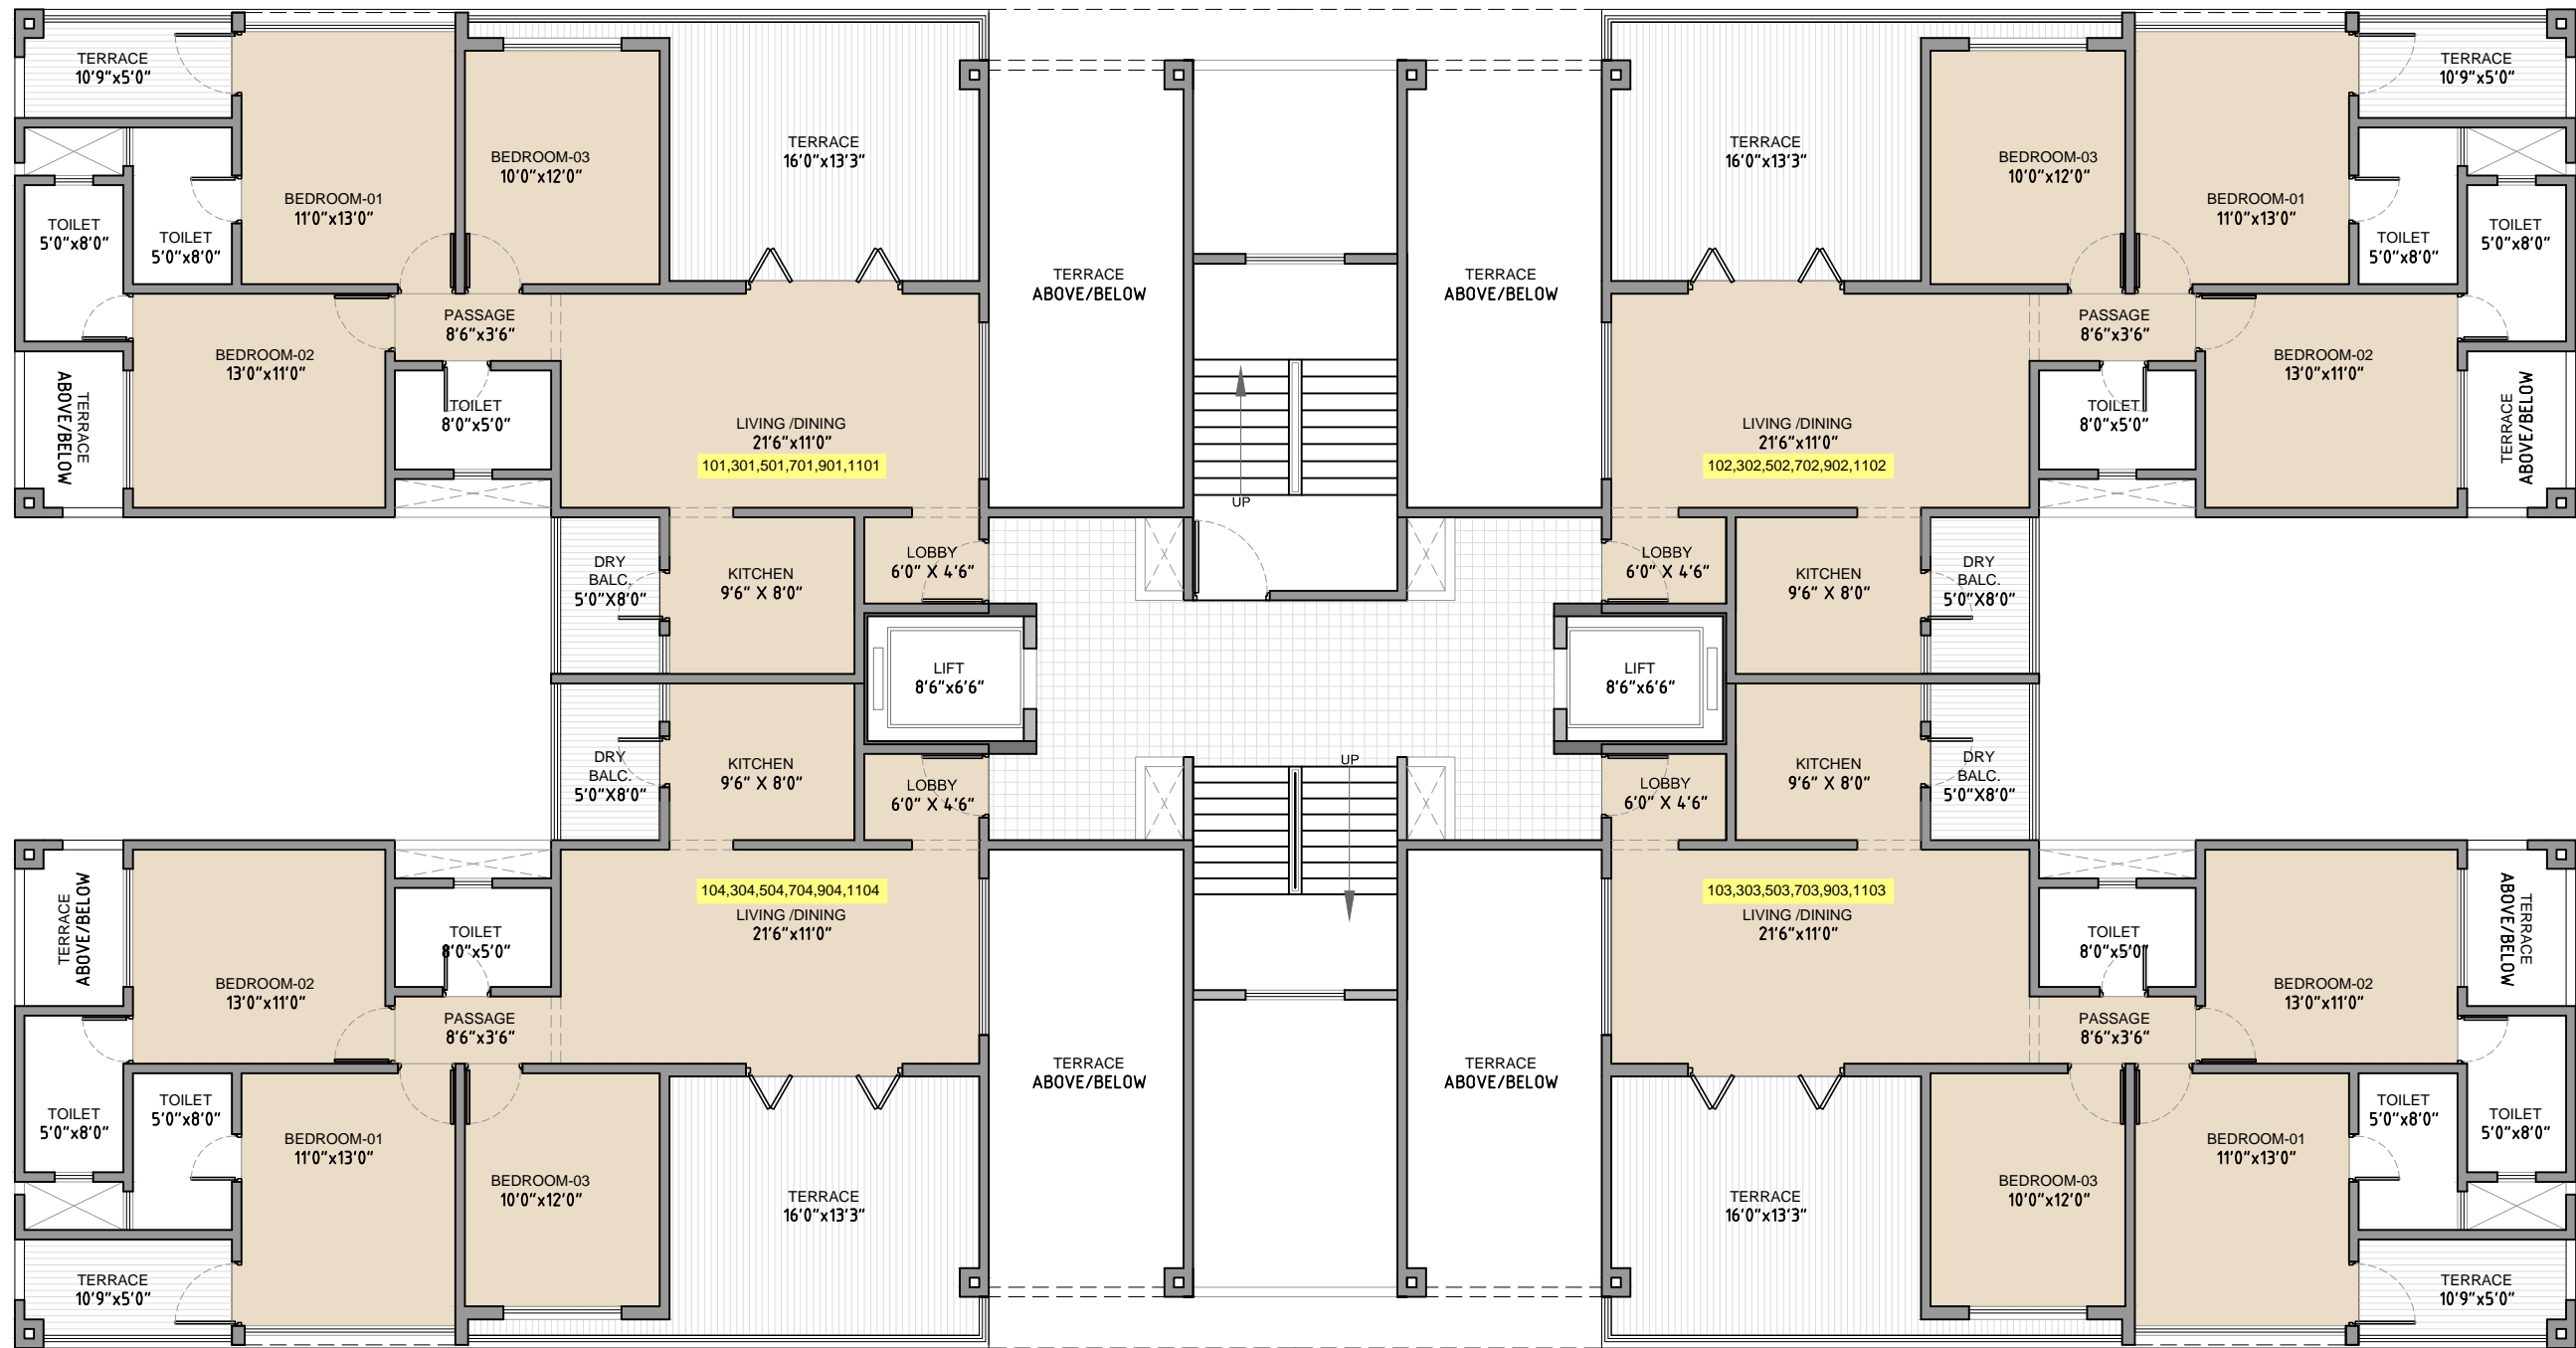 TERRACE
10'9"x5'0"
TOILET
5'0"x8'0"
TOILET
5'0"x8'0"
BEDROOM-01
11'0"x13'0"
BEDROOM-03
10'0"x12'0"
TERRACE
16'0"x13'3"
BEDROOM-02
13'0"x11'0"
PASSAGE
8'6"x3'6"
TOILET
8'0"x5'0"
TERRACE
ABOVE/BELOW
LIVING /DINING
21'6"x11'0"
101,301,501,701,901,1101
DRY
BALC.
5'0"X8'0"
KITCHEN
9'6" X 8'0"
LOBBY
6'0" X 4'6"
TERRACE
ABOVE/BELOW
UP
TERRACE
ABOVE/BELOW
TERRACE
16'0"x13'3"
BEDROOM-03
10'0"x12'0"
BEDROOM-01
11'0"x13'0"
TERRACE
10'9"x5'0"
TOILET
5'0"x8'0"
TOILET
5'0"x8'0"
PASSAGE
8'6"x3'6"
BEDROOM-02
13'0"x11'0"
TOILET
8'0"x5'0"
TERRACE
ABOVE/BELOW
LIVING /DINING
21'6"x11'0"
102,302,502,702,902,1102
LOBBY
6'0" X 4'6"
KITCHEN
9'6" X 8'0"
DRY
BALC.
5'0"X8'0"
LIFT
8'6"x6'6"
LIFT
8'6"x6'6"
DRY
BALC.
5'0"X8'0"
KITCHEN
9'6" X 8'0"
LOBBY
6'0" X 4'6"
104,304,504,704,904,1104
LIVING /DINING
21'6"x11'0"
TERRACE
ABOVE/BELOW
TOILET
8'0"x5'0"
BEDROOM-02
13'0"x11'0"
PASSAGE
8'6"x3'6"
TOILET
5'0"x8'0"
TOILET
5'0"x8'0"
BEDROOM-01
11'0"x13'0"
BEDROOM-03
10'0"x12'0"
TERRACE
16'0"x13'3"
TERRACE
10'9"x5'0"
TERRACE
ABOVE/BELOW
UP
TERRACE
ABOVE/BELOW
LOBBY
6'0" X 4'6"
KITCHEN
9'6" X 8'0"
DRY
BALC.
5'0"X8'0"
103,303,503,703,903,1103
LIVING /DINING
21'6"x11'0"
TOILET
8'0"x5'0"
TERRACE
ABOVE/BELOW
BEDROOM-02
13'0"x11'0"
PASSAGE
8'6"x3'6"
TOILET
5'0"x8'0"
TOILET
5'0"x8'0"
BEDROOM-01
11'0"x13'0"
BEDROOM-03
10'0"x12'0"
TERRACE
16'0"x13'3"
TERRACE
10'9"x5'0"